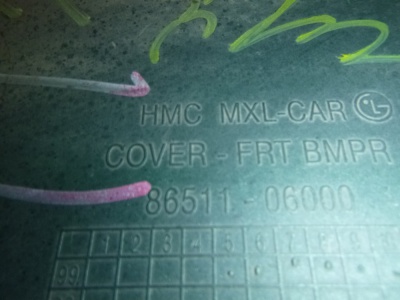 HMC MXL-CAR LG
COVER - FRT BMPR
86511 - 06000
1 2 3 4 5 6 7 8 9
99